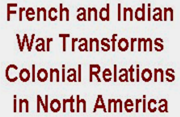 French and Indian
War Transforms
Colonial Relations
in North America